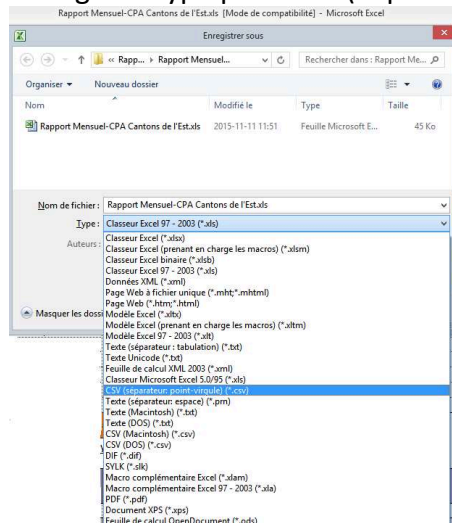 Rapport Mensuel-CPA Cantons de l'Est.xls [Mode de compatibilité] - Microsoft Excel
Enregistrer sous
« Rapp... ▸ Rapport Mensuel...
Rechercher dans : Rapport Me...
Organiser ▾ Nouveau dossier
Nom Modifié le Type Taille
Rapport Mensuel-CPA Cantons de l'Est.xls 2015-11-11 11:51 Feuille Microsoft E... 45 Ko
Nom de fichier : Rapport Mensuel-CPA Cantons de l'Est.xls
Type : Classeur Excel 97 - 2003 (*.xls)
Auteurs :
Classeur Excel (*.xlsx)
Classeur Excel (prenant en charge les macros) (*.xlsm)
Classeur Excel binaire (*.xlsb)
Classeur Excel 97 - 2003 (*.xls)
Données XML (*.xml)
Page Web à fichier unique (*.mht;*.mhtml)
Page Web (*.htm;*.html)
Modèle Excel (*.xltx)
Masquer les doss
Modèle Excel (prenant en charge les macros) (*.xltm)
Modèle Excel 97 - 2003 (*.xlt)
Texte (séparateur : tabulation) (*.txt)
Texte Unicode (*.txt)
Feuille de calcul XML 2003 (*.xml)
Classeur Microsoft Excel 5.0/95 (*.xls)
CSV (séparateur: point-virgule) (*.csv)
Texte (séparateur: espace) (*.prn)
Texte (Macintosh) (*.txt)
Texte (DOS) (*.txt)
CSV (Macintosh) (*.csv)
CSV (DOS) (*.csv)
DIF (*.dif)
SYLK (*.slk)
Macro complémentaire Excel (*.xlam)
Macro complémentaire Excel 97 - 2003 (*.xla)
PDF (*.pdf)
Document XPS (*.xps)
Feuille de calcul OpenDocument (*.ods)